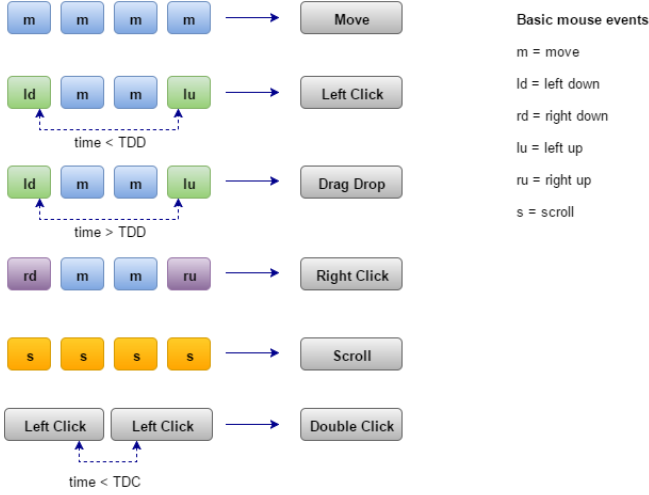 m m m m Move
ld m m lu Left Click
time < TDD
ld m m lu Drag Drop
time > TDD
rd m m ru Right Click
s s s s Scroll
Left Click Left Click Double Click
time < TDC
Basic mouse events
m = move
ld = left down
rd = right down
lu = left up
ru = right up
s = scroll